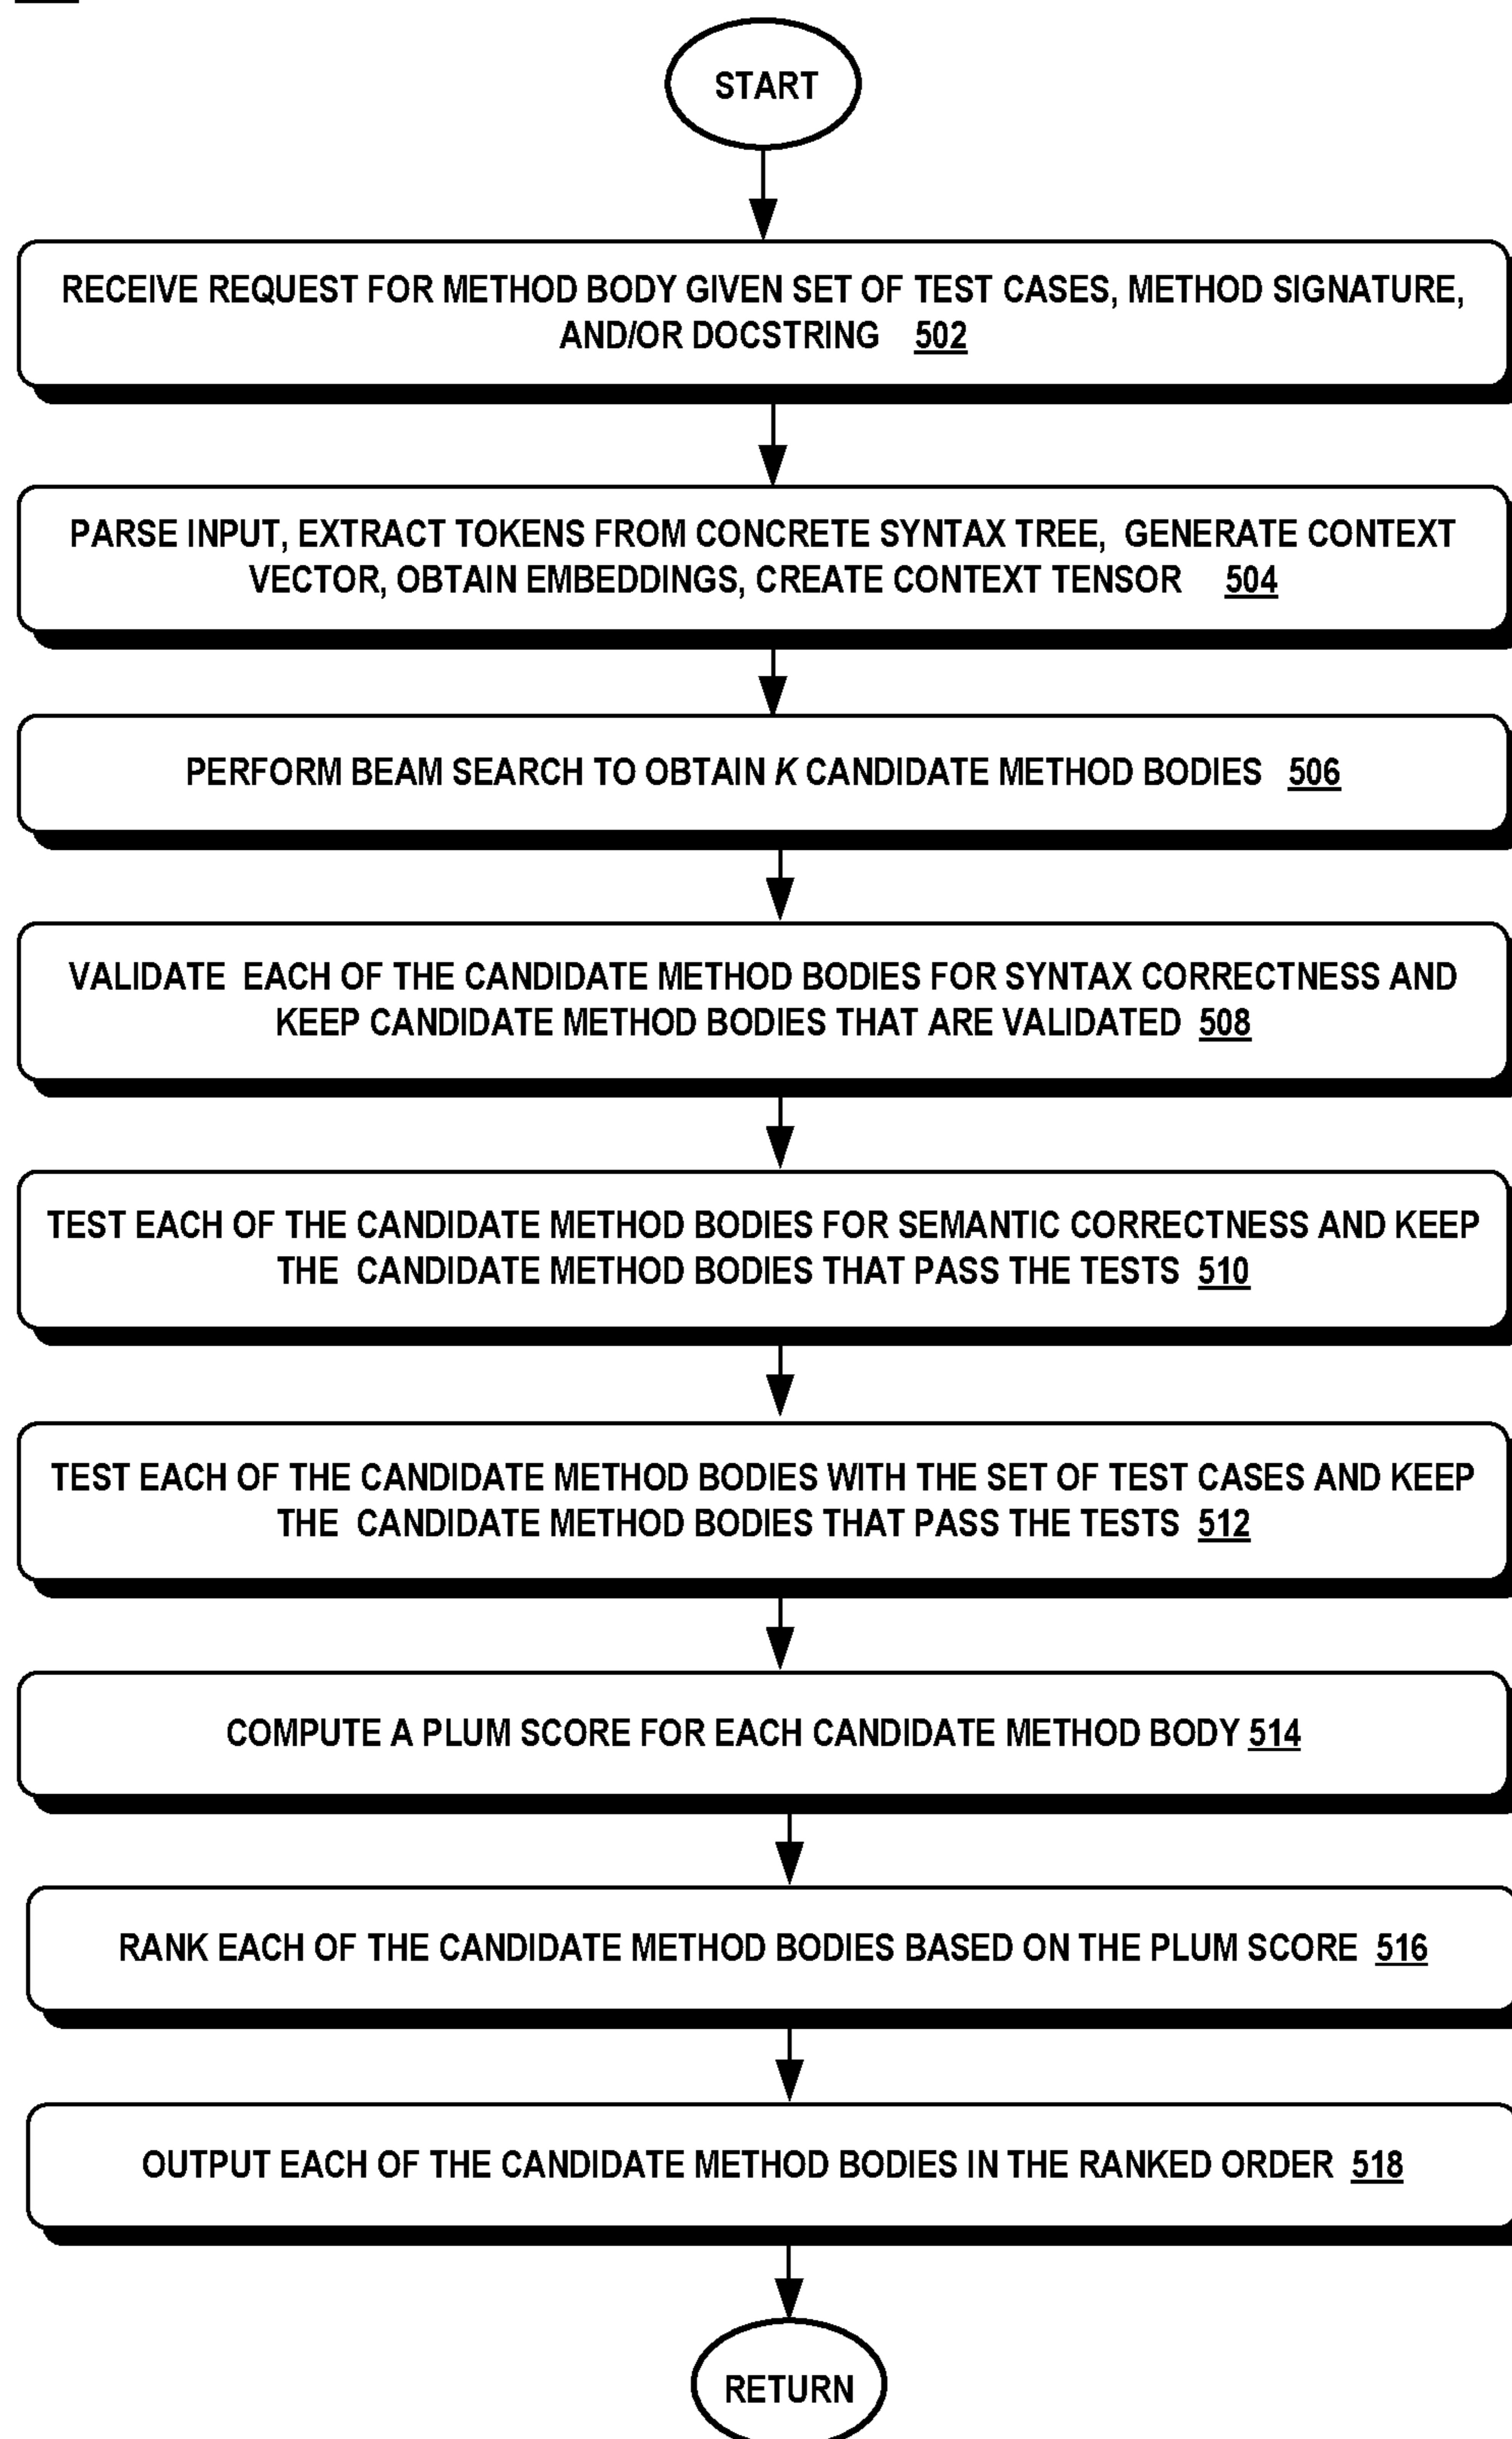 START
RECEIVE REQUEST FOR METHOD BODY GIVEN SET OF TEST CASES, METHOD SIGNATURE,
AND/OR DOCSTRING 502
PARSE INPUT, EXTRACT TOKENS FROM CONCRETE SYNTAX TREE, GENERATE CONTEXT
VECTOR, OBTAIN EMBEDDINGS, CREATE CONTEXT TENSOR 504
PERFORM BEAM SEARCH TO OBTAIN K CANDIDATE METHOD BODIES 506
VALIDATE EACH OF THE CANDIDATE METHOD BODIES FOR SYNTAX CORRECTNESS AND
KEEP CANDIDATE METHOD BODIES THAT ARE VALIDATED 508
TEST EACH OF THE CANDIDATE METHOD BODIES FOR SEMANTIC CORRECTNESS AND KEEP
THE CANDIDATE METHOD BODIES THAT PASS THE TESTS 510
TEST EACH OF THE CANDIDATE METHOD BODIES WITH THE SET OF TEST CASES AND KEEP
THE CANDIDATE METHOD BODIES THAT PASS THE TESTS 512
COMPUTE A PLUM SCORE FOR EACH CANDIDATE METHOD BODY 514
RANK EACH OF THE CANDIDATE METHOD BODIES BASED ON THE PLUM SCORE 516
OUTPUT EACH OF THE CANDIDATE METHOD BODIES IN THE RANKED ORDER 518
RETURN